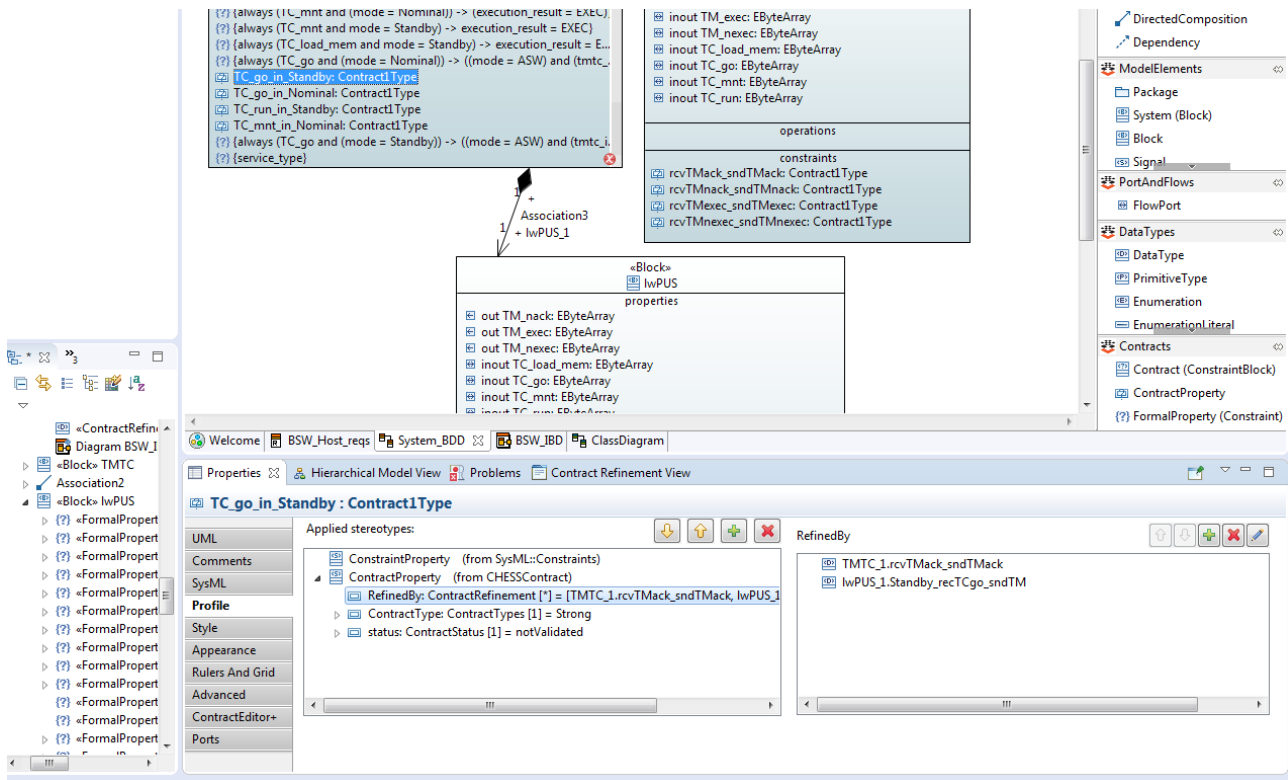 {?} {always (TC_mnt and (mode = Nominal)) -> (execution_result = EXEC)}
{?} {always (TC_mnt and mode = Standby) -> execution_result = EXEC}
{?} {always (TC_load_mem and mode = Standby) -> execution_result = E...
{?} {always (TC_go and (mode = Nominal)) -> ((mode = ASW) and (tmtc_.
TC_go_in_Standby: Contract1Type
TC_go_in_Nominal: Contract1Type
TC_run_in_Standby: Contract1Type
TC_mnt_in_Nominal: Contract1Type
{?} {always (TC_go and (mode = Standby)) -> ((mode = ASW) and (tmtc_i.
{?} {service_type}
inout TM_exec: EByteArray
inout TM_nexec: EByteArray
inout TC_load_mem: EByteArray
inout TC_go: EByteArray
inout TC_mnt: EByteArray
inout TC_run: EByteArray
operations
constraints
rcvTMack_sndTMack: Contract1Type
rcvTMnack_sndTMnack: Contract1Type
rcvTMexec_sndTMexec: Contract1Type
rcvTMnexec_sndTMnexec: Contract1Type
1
+
Association3
1
+ lwPUS_1
«Block»
lwPUS
properties
out TM_nack: EByteArray
out TM_exec: EByteArray
out TM_nexec: EByteArray
inout TC_load_mem: EByteArray
inout TC_go: EByteArray
inout TC_mnt: EByteArray
inout TC_run: EByteArray
DirectedComposition
Dependency
ModelElements
Package
System (Block)
Block
Signal
PortAndFlows
FlowPort
DataTypes
DataType
PrimitiveType
Enumeration
EnumerationLiteral
Contracts
Contract (ConstraintBlock)
ContractProperty
{?} FormalProperty (Constraint)
»3
«ContractRefin
Diagram BSW_I
«Block» TMTC
Association2
«Block» lwPUS
{?} «FormalPropert
{?} «FormalPropert
{?} «FormalPropert
{?} «FormalPropert
{?} «FormalPropert
{?} «FormalPropert
{?} «FormalPropert
{?} «FormalPropert
{?} «FormalPropert
{?} «FormalPropert
{?} «FormalPropert
{?} «FormalPropert
{?} «FormalPropert
Welcome BSW_Host_reqs System_BDD BSW_IBD ClassDiagram
Properties Hierarchical Model View Problems Contract Refinement View
TC_go_in_Standby : Contract1Type
UML
Comments
SysML
Profile
Style
Appearance
Rulers And Grid
Advanced
ContractEditor+
Ports
Applied stereotypes:
ConstraintProperty (from SysML::Constraints)
ContractProperty (from CHESSContract)
RefinedBy: ContractRefinement [*] = [TMTC_1.rcvTMack_sndTMack, lwPUS_1
ContractType: ContractTypes [1] = Strong
status: ContractStatus [1] = notValidated
RefinedBy
TMTC_1.rcvTMack_sndTMack
lwPUS_1.Standby_recTCgo_sndTM